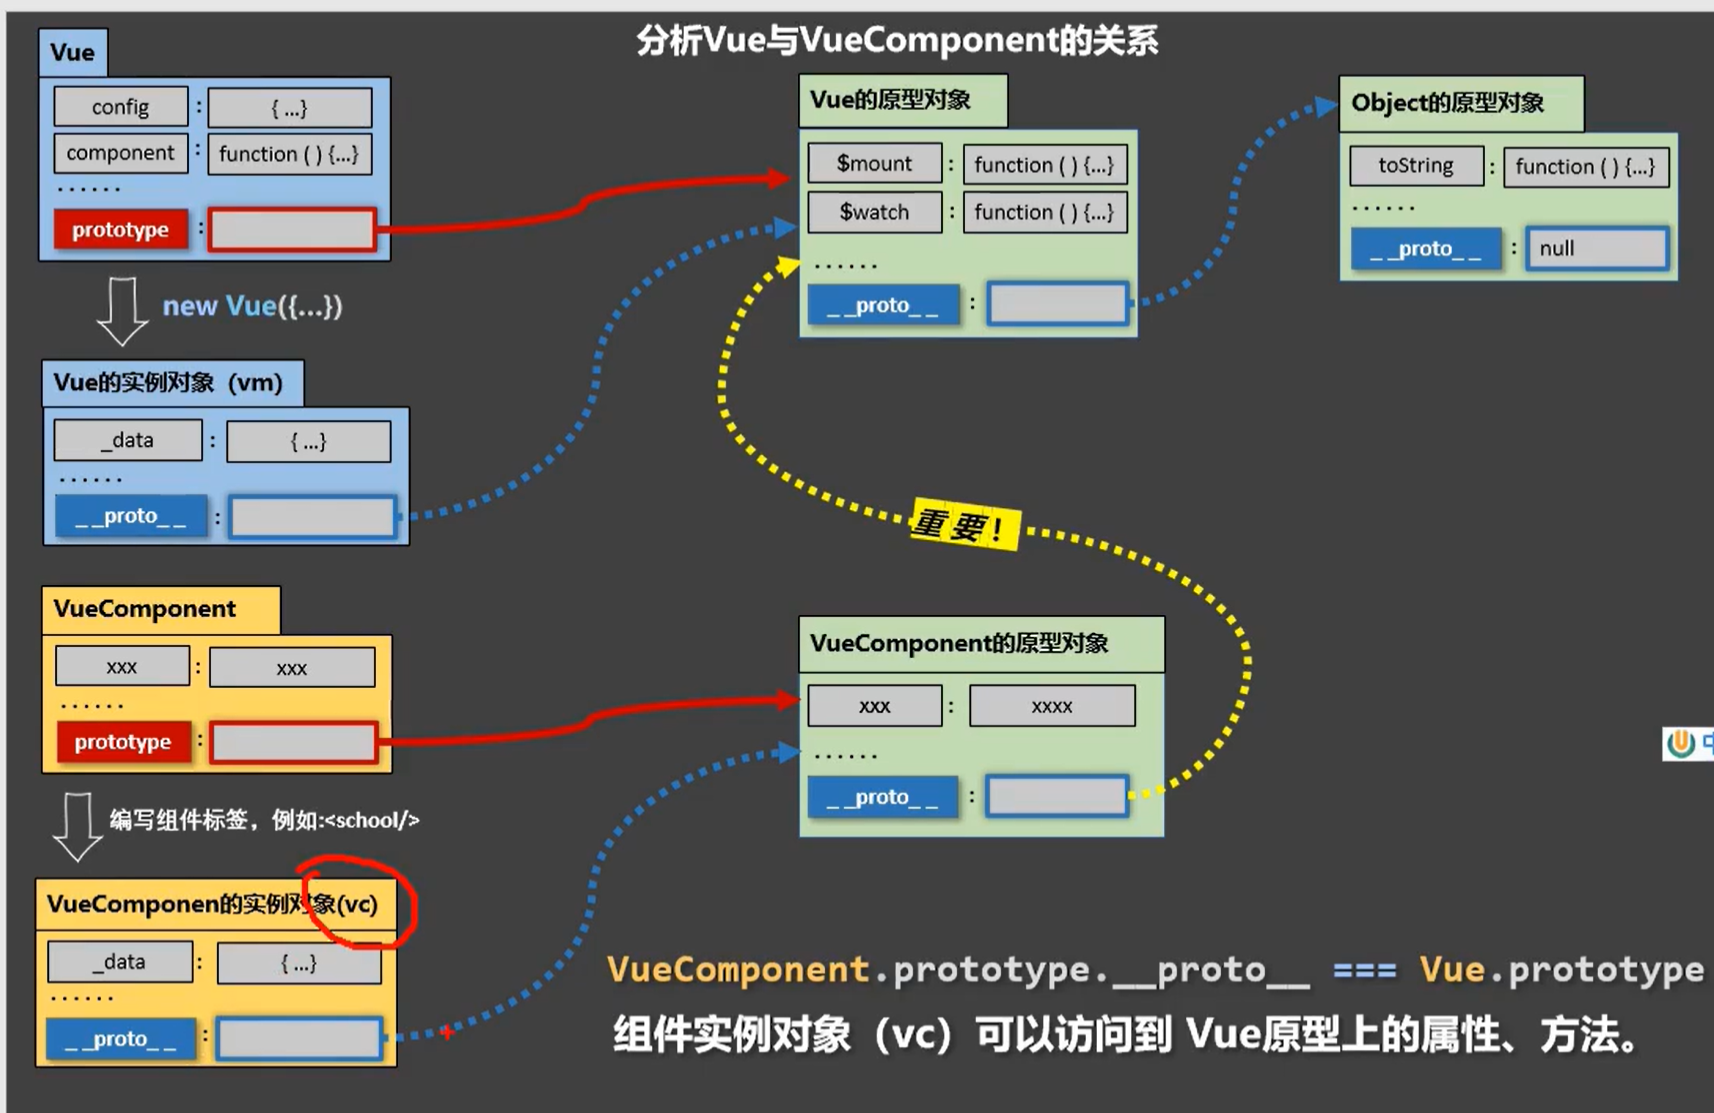 分析Vue与VueComponent的关系
Vue
config : { ...}
component : function ( ) {...}
······
prototype :
new Vue({...})
Vue的实例对象（vm）
_data : { ...}
······
_ _proto_ _ :
VueComponent
xxx : xxx
······
prototype :
编写组件标签，例如:<school/>
VueComponen的实例对象(vc)
_data : { ...}
······
_ _proto_ _ :
Vue的原型对象
$mount : function ( ) {...}
$watch : function ( ) {...}
······
_ _proto_ _ :
Object的原型对象
toString : function ( ) {...}
······
_ _proto_ _ : null
重要！
VueComponent的原型对象
xxx : xxxx
······
_ _proto_ _ :
VueComponent.prototype.__proto__ === Vue.prototype
组件实例对象（vc）可以访问到 Vue原型上的属性、方法。